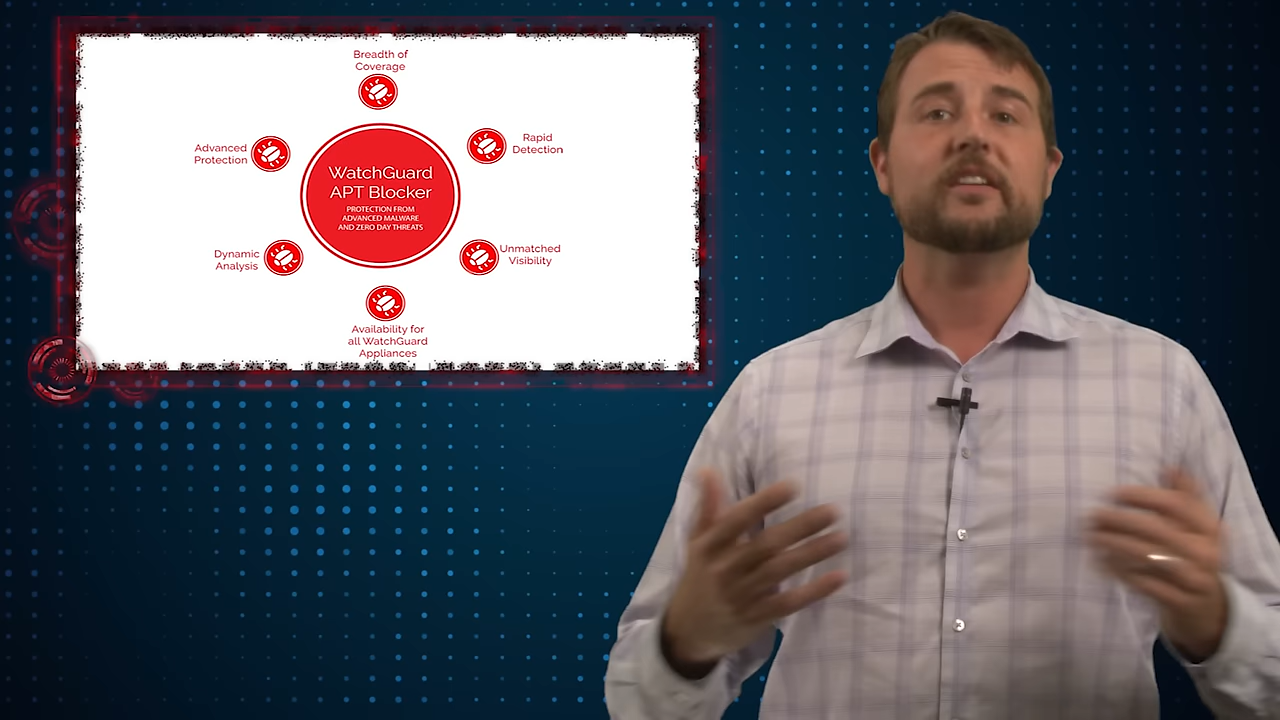 Breadth of
Coverage
Advanced
Protection
Rapid
Detection
WatchGuard
APT Blocker
PROTECTION FROM
ADVANCED MALWARE
AND ZERO DAY THREATS
Dynamic
Analysis
Unmatched
Visibility
Availability for
all WatchGuard
Appliances